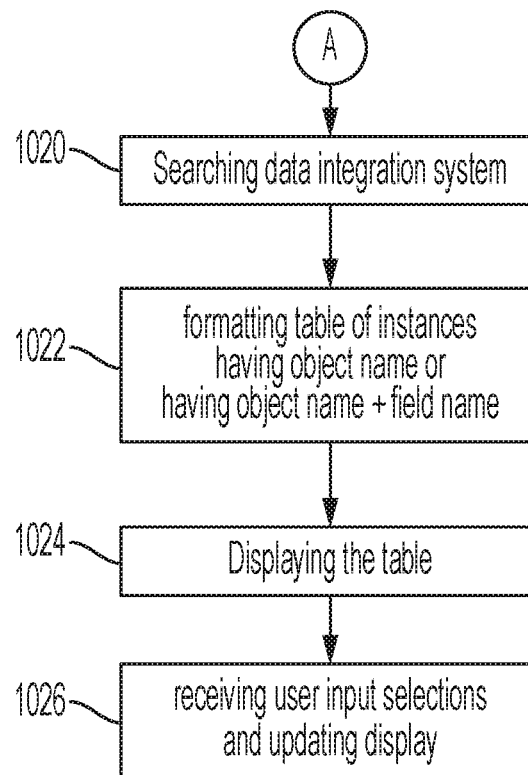 A
1020
Searching data integration system
1022
formatting table of instances
having object name or
having object name + field name
1024
Displaying the table
1026
receiving user input selections
and updating display